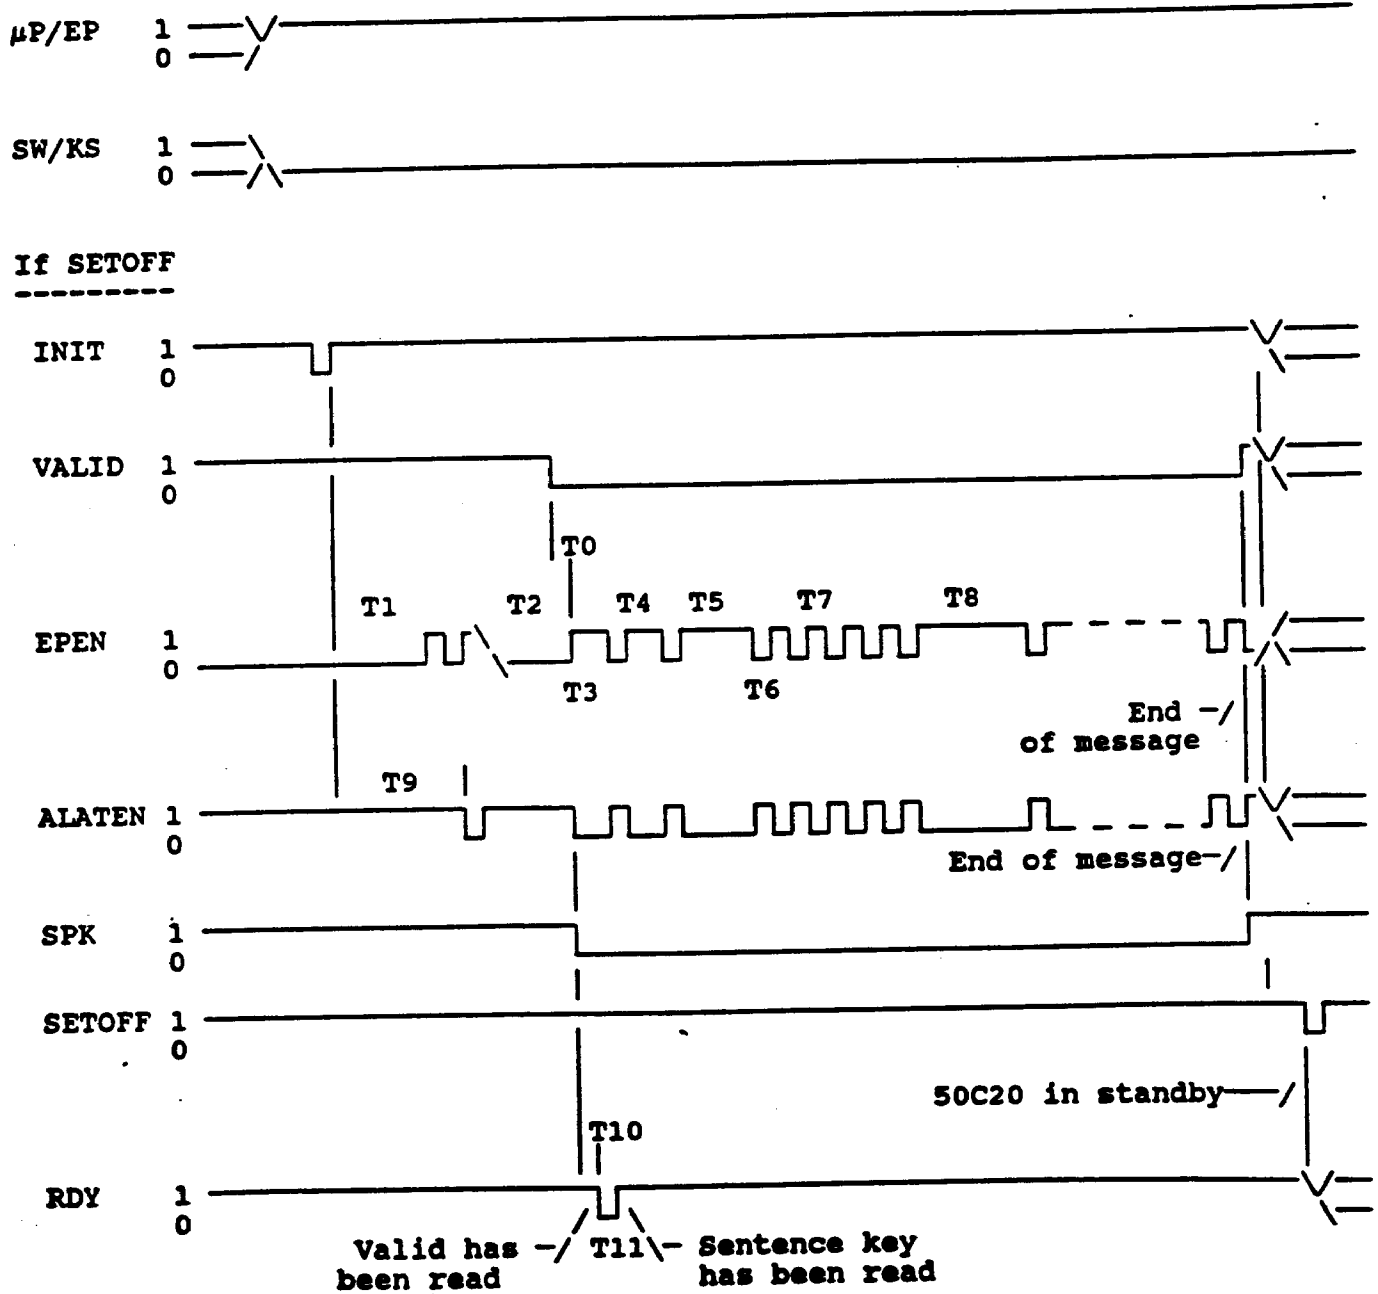 μP/EP 1
0
SW/KS 1
0
If SETOFF
INIT 1
0
VALID 1
0
T0
T1 T2 T4 T5 T7 T8
EPEN 1
0
T3 T6
End
of message
T9
ALATEN 1
0
End of message
SPK 1
0
SETOFF 1
0
50C20 in standby
T10
RDY 1
0
Valid has T11 Sentence key
been read has been read